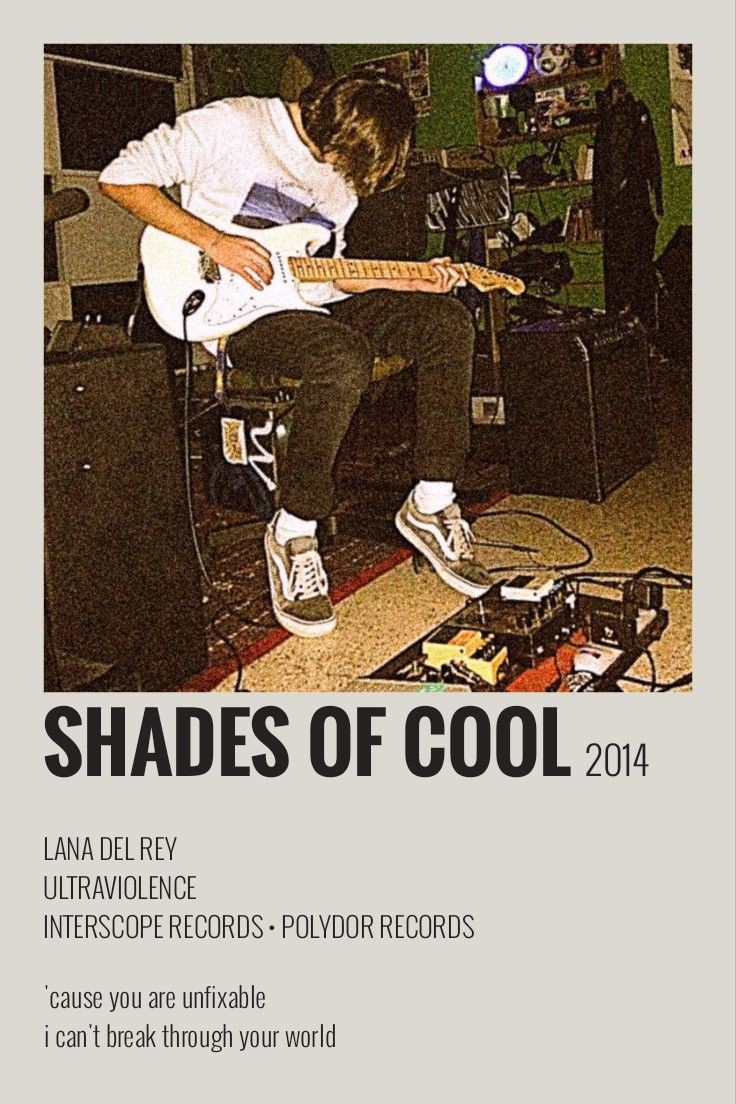 SHADES OF COOL 2014
LANA DEL REY
ULTRAVIOLENCE
INTERSCOPE RECORDS • POLYDOR RECORDS
'cause you are unfixable
i can't break through your world